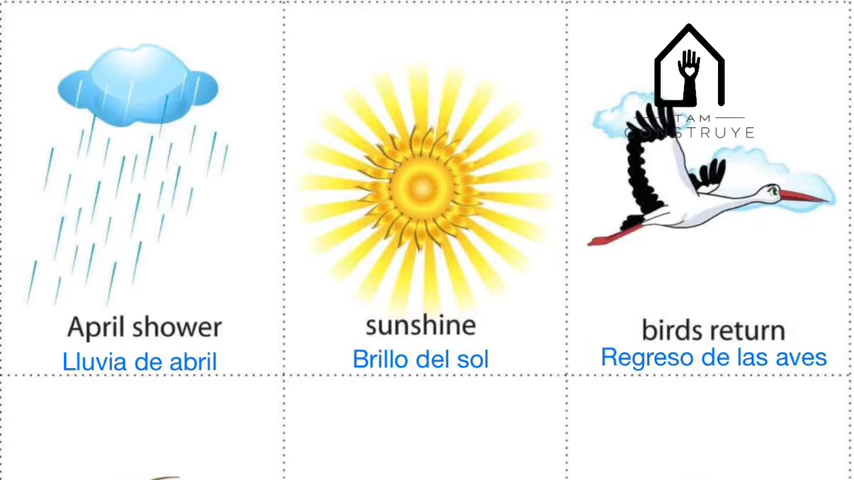 TAM
CONSTRUYE
April shower
Lluvia de abril
sunshine
Brillo del sol
birds return
Regreso de las aves